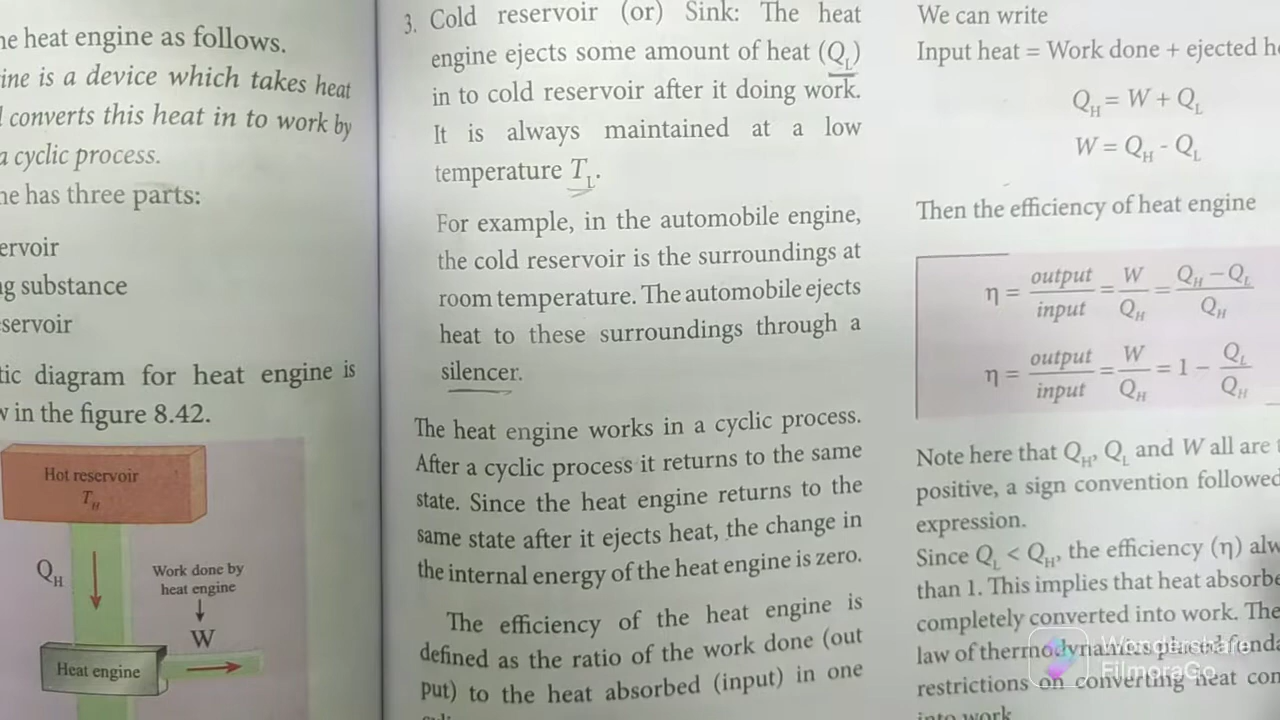 he heat engine as follows.
ine is a device which takes heat
converts this heat in to work by
a cyclic process.
ne has three parts:
ervoir
g substance
servoir
tic diagram for heat engine is
in the figure 8.42.
Hot reservoir
T_H
Q_H
Work done by
heat engine
W
Heat engine
3. Cold reservoir (or) Sink: The heat
engine ejects some amount of heat (Q_L)
in to cold reservoir after it doing work.
It is always maintained at a low
temperature T_L.
For example, in the automobile engine,
the cold reservoir is the surroundings at
room temperature. The automobile ejects
heat to these surroundings through a
silencer.
The heat engine works in a cyclic process.
After a cyclic process it returns to the same
state. Since the heat engine returns to the
same state after it ejects heat, the change in
the internal energy of the heat engine is zero.
The efficiency of the heat engine is
defined as the ratio of the work done (out
put) to the heat absorbed (input) in one
We can write
Input heat = Work done + ejected he
Q_H = W + Q_L
W = Q_H - Q_L
Then the efficiency of heat engine
η = output/input = W/Q_H = (Q_H – Q_L)/Q_H
η = output/input = W/Q_H = 1 – Q_L/Q_H
Note here that Q_H, Q_L and W all are
positive, a sign convention followed
expression.
Since Q_L < Q_H, the efficiency (η) alw
than 1. This implies that heat absorbe
completely converted into work. The
law of thermodynamics placed funda
restrictions on converting heat con
into work
Wondershare
FilmoraGo